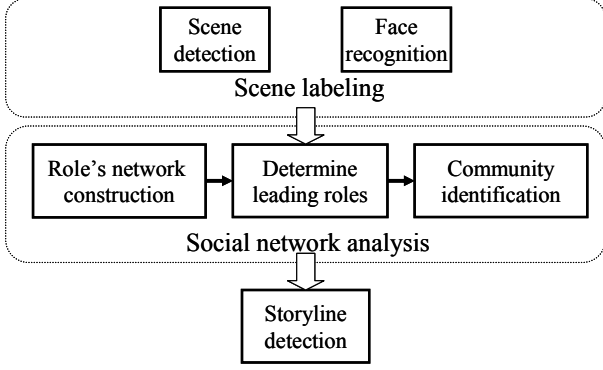 Scene
detection
Face
recognition
Scene labeling
Role's network
construction
Determine
leading roles
Community
identification
Social network analysis
Storyline
detection